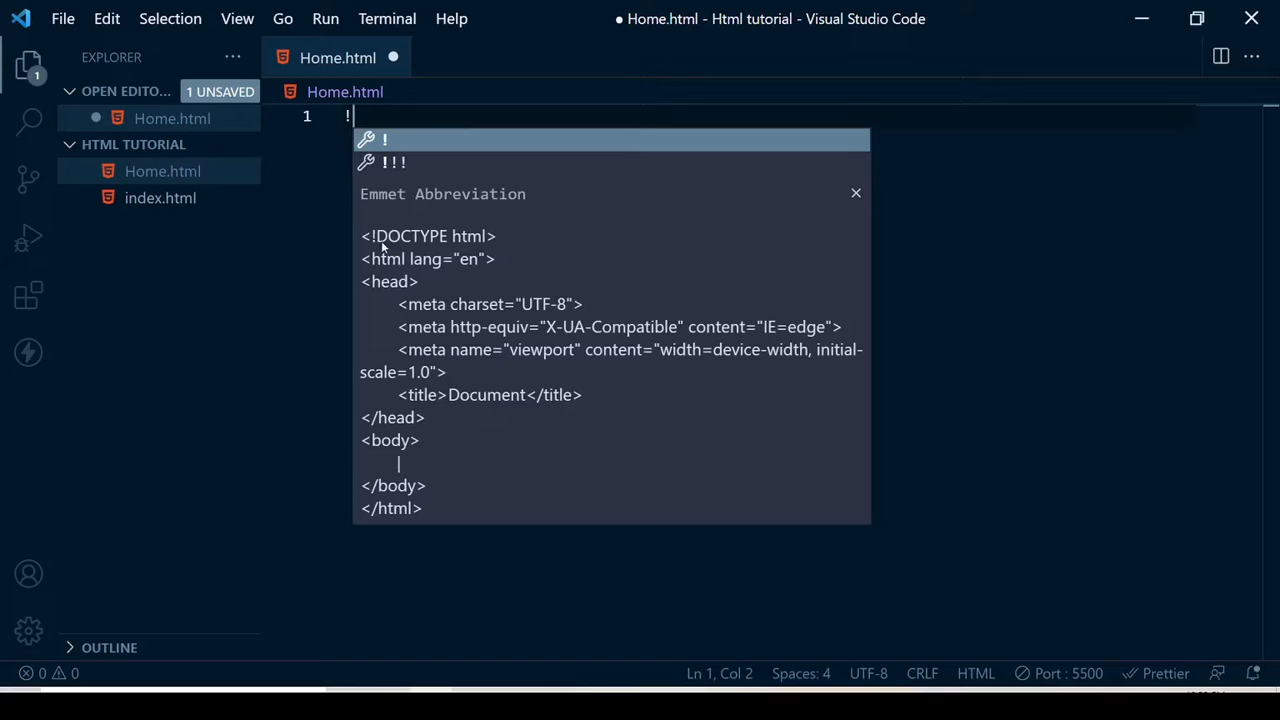 File Edit Selection View Go Run Terminal Help ● Home.html - Html tutorial - Visual Studio Code
EXPLORER ··· Home.html ●
1
OPEN EDITO... 1 UNSAVED Home.html
● Home.html
1 !
HTML TUTORIAL
Home.html
index.html
!
!!!
Emmet Abbreviation
<!DOCTYPE html>
<html lang="en">
<head>
<meta charset="UTF-8">
<meta http-equiv="X-UA-Compatible" content="IE=edge">
<meta name="viewport" content="width=device-width, initial-
scale=1.0">
<title>Document</title>
</head>
<body>
|
</body>
</html>
OUTLINE
0 0 Ln 1, Col 2 Spaces: 4 UTF-8 CRLF HTML Port : 5500 Prettier